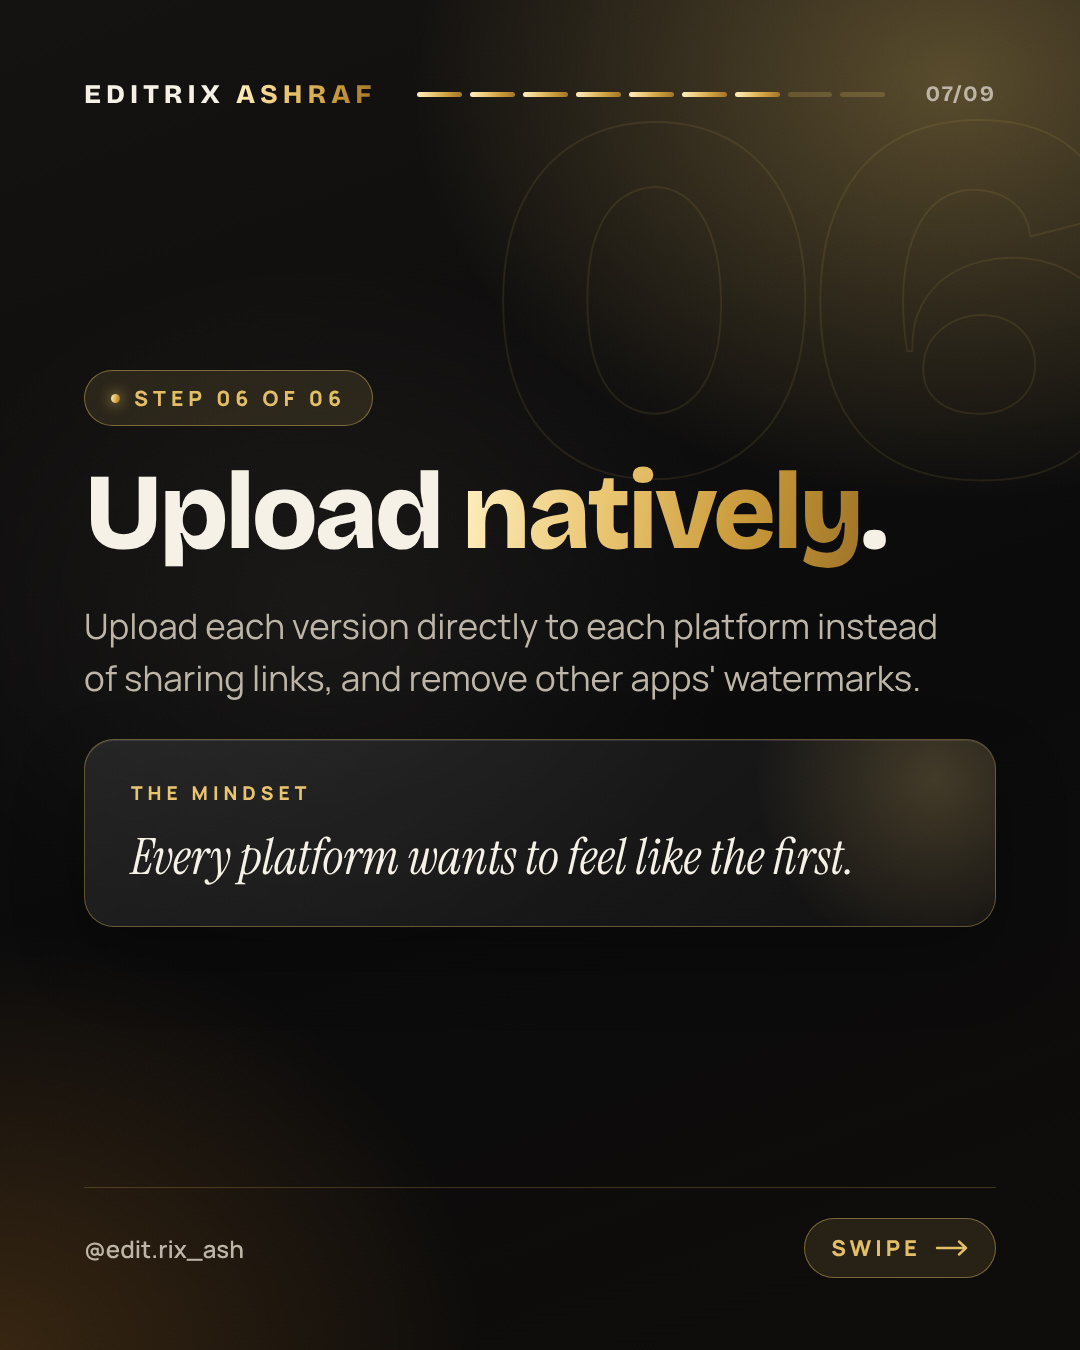 EDITRIX ASHRAF
07/09
06
STEP 06 OF 06
Upload natively.
Upload each version directly to each platform instead
of sharing links, and remove other apps' watermarks.
THE MINDSET
Every platform wants to feel like the first.
@edit.rix_ash
SWIPE →